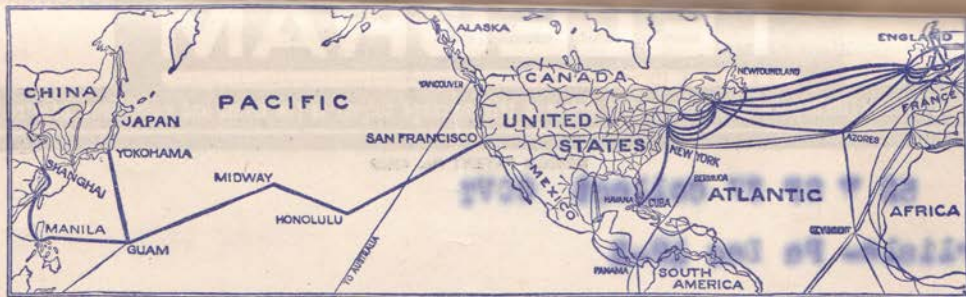 ALASKA
ENGLAND
CHINA
CANADA
NEWFOUNDLAND
VANCOUVER
PACIFIC
FRANCE
JAPAN
UNITED
SAN FRANCISCO
STATES
AZORES
YOKOHAMA
NEW YORK
SHANGHAI
MIDWAY
BERMUDA
MEXICO
HAVANA
CUBA
ATLANTIC
HONOLULU
AFRICA
MANILA
GUAM
TO AUSTRALIA
PANAMA
SOUTH
AMERICA